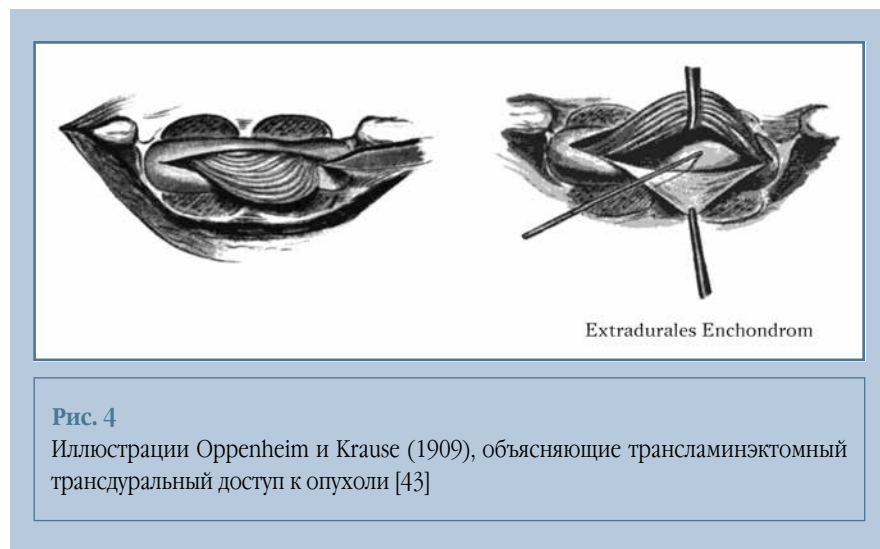 Extradurales Enchondrom
Рис. 4
Иллюстрации Oppenheim и Krause (1909), объясняющие трансламинэктомный
трансдуральный доступ к опухоли [43]